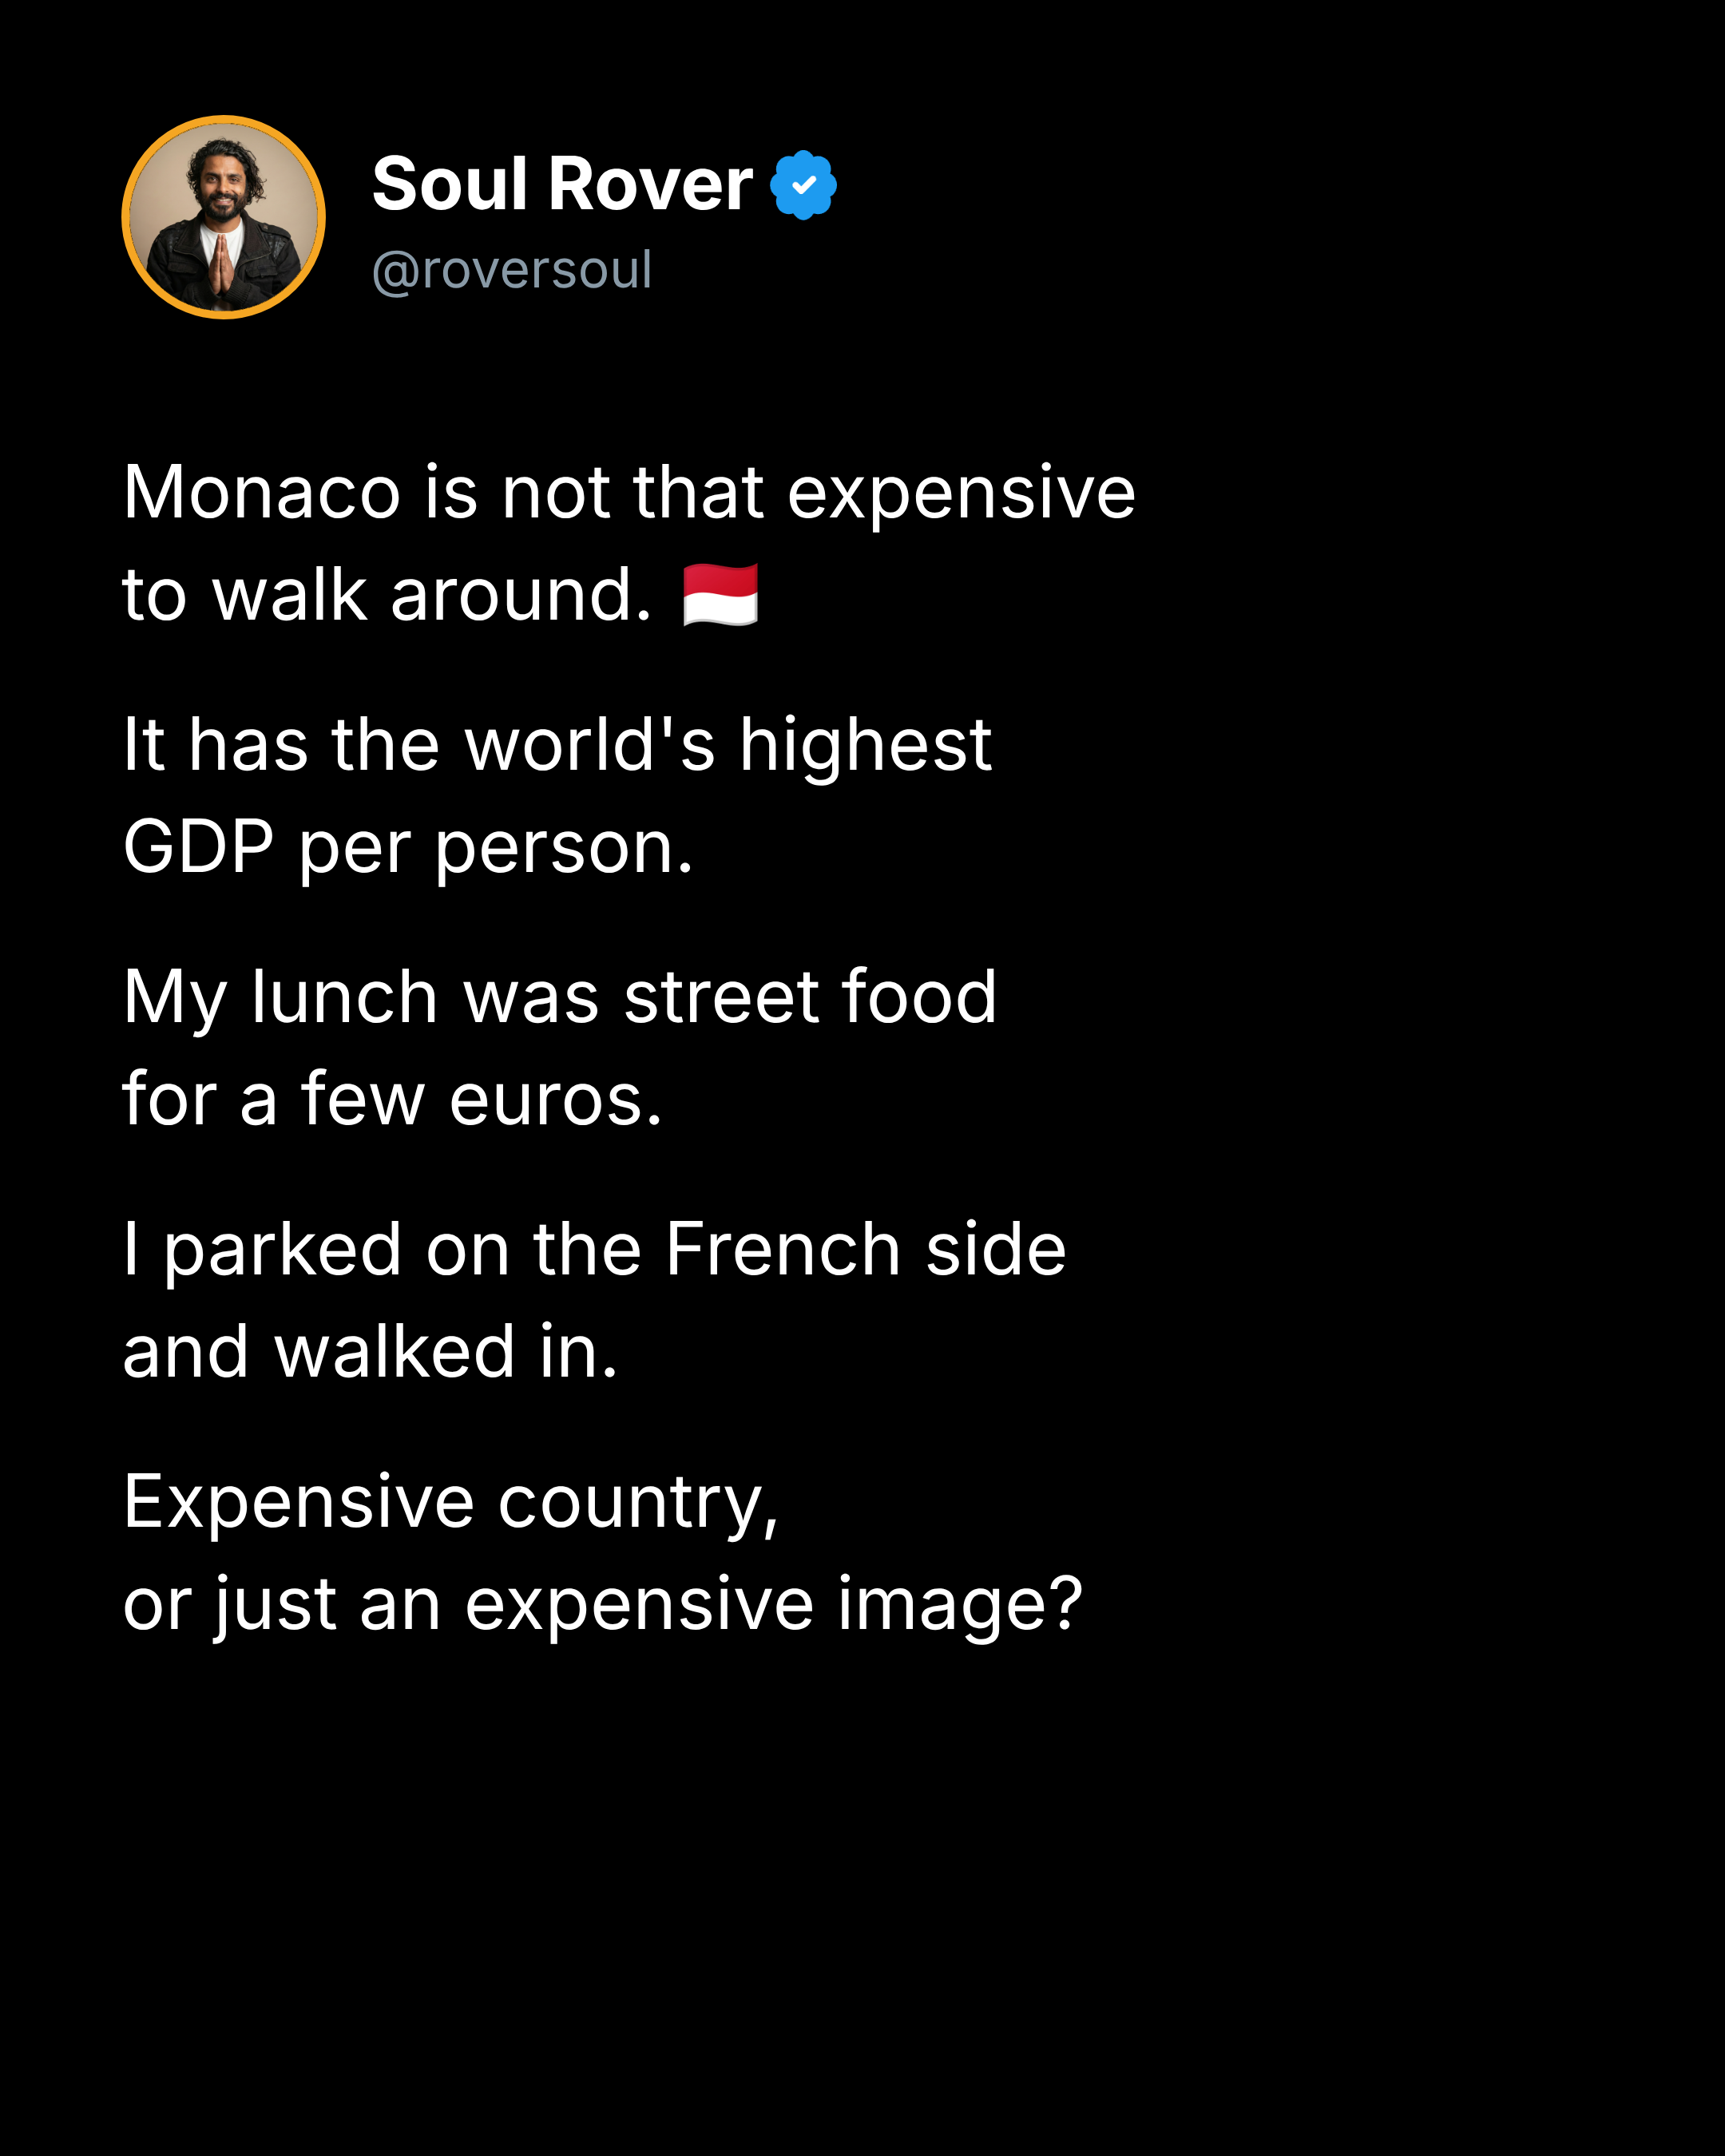 Soul Rover
@roversoul
Monaco is not that expensive
to walk around. 🇲🇨
It has the world's highest
GDP per person.
My lunch was street food
for a few euros.
I parked on the French side
and walked in.
Expensive country,
or just an expensive image?